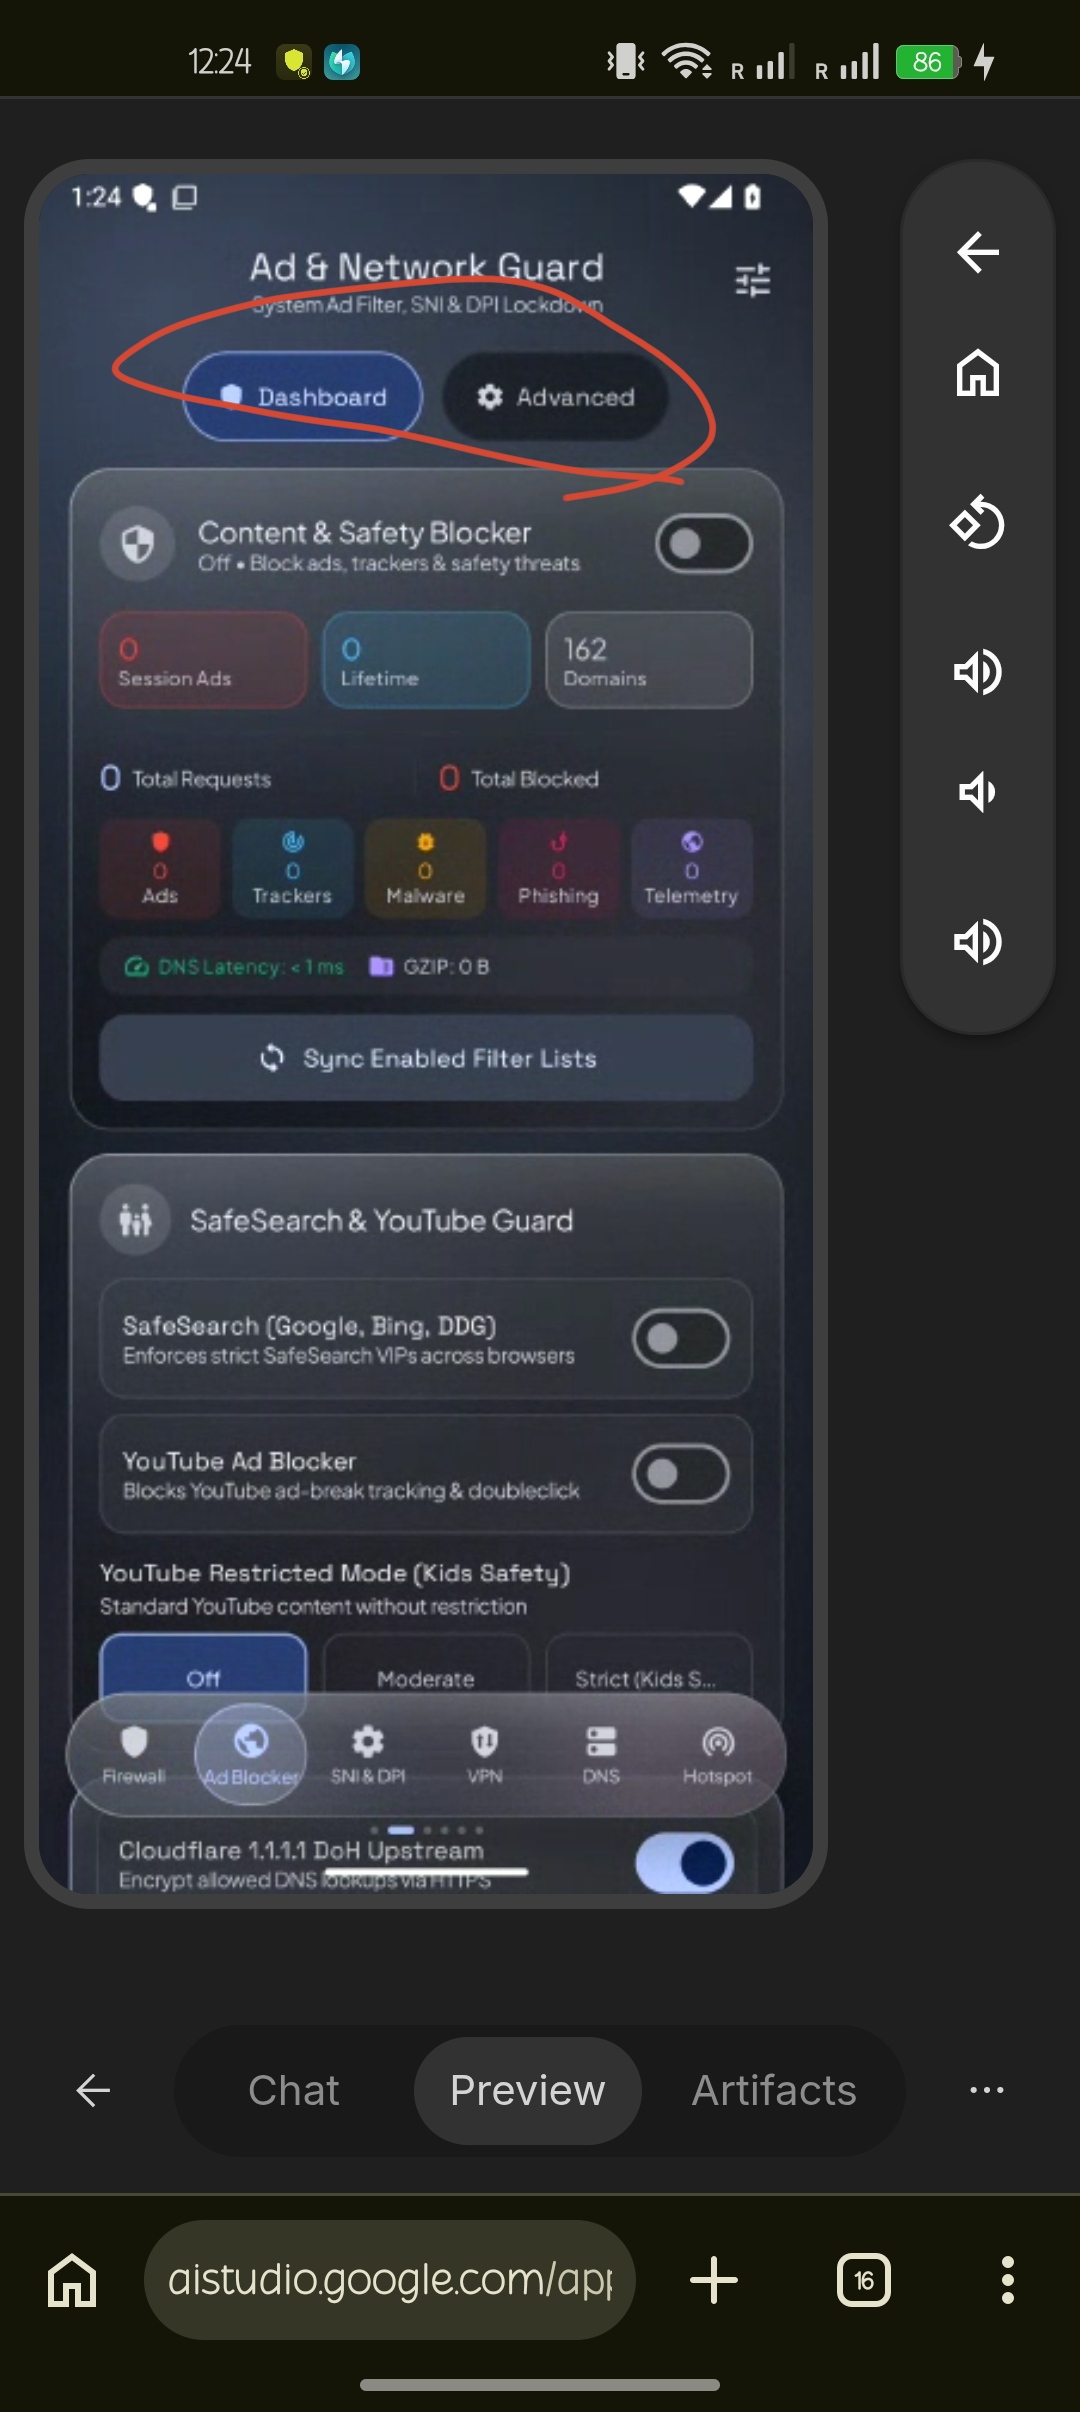 12:24
R
R
86
1:24
Ad & Network Guard
System Ad Filter, SNI & DPI Lockdown
Dashboard
Advanced
Content & Safety Blocker
Off • Block ads, trackers & safety threats
0
Session Ads
0
Lifetime
162
Domains
0 Total Requests
0 Total Blocked
0
Ads
0
Trackers
0
Malware
0
Phishing
0
Telemetry
DNS Latency: < 1 ms
GZIP: 0 B
Sync Enabled Filter Lists
SafeSearch & YouTube Guard
SafeSearch (Google, Bing, DDG)
Enforces strict SafeSearch VIPs across browsers
YouTube Ad Blocker
Blocks YouTube ad-break tracking & doubleclick
YouTube Restricted Mode (Kids Safety)
Standard YouTube content without restriction
Off
Moderate
Strict (Kids S...
Firewall
Ad Blocker
SNI & DPI
VPN
DNS
Hotspot
Cloudflare 1.1.1.1 DoH Upstream
Encrypt allowed DNS lookups via HTTPS
Chat
Preview
Artifacts
aistudio.google.com/app
16